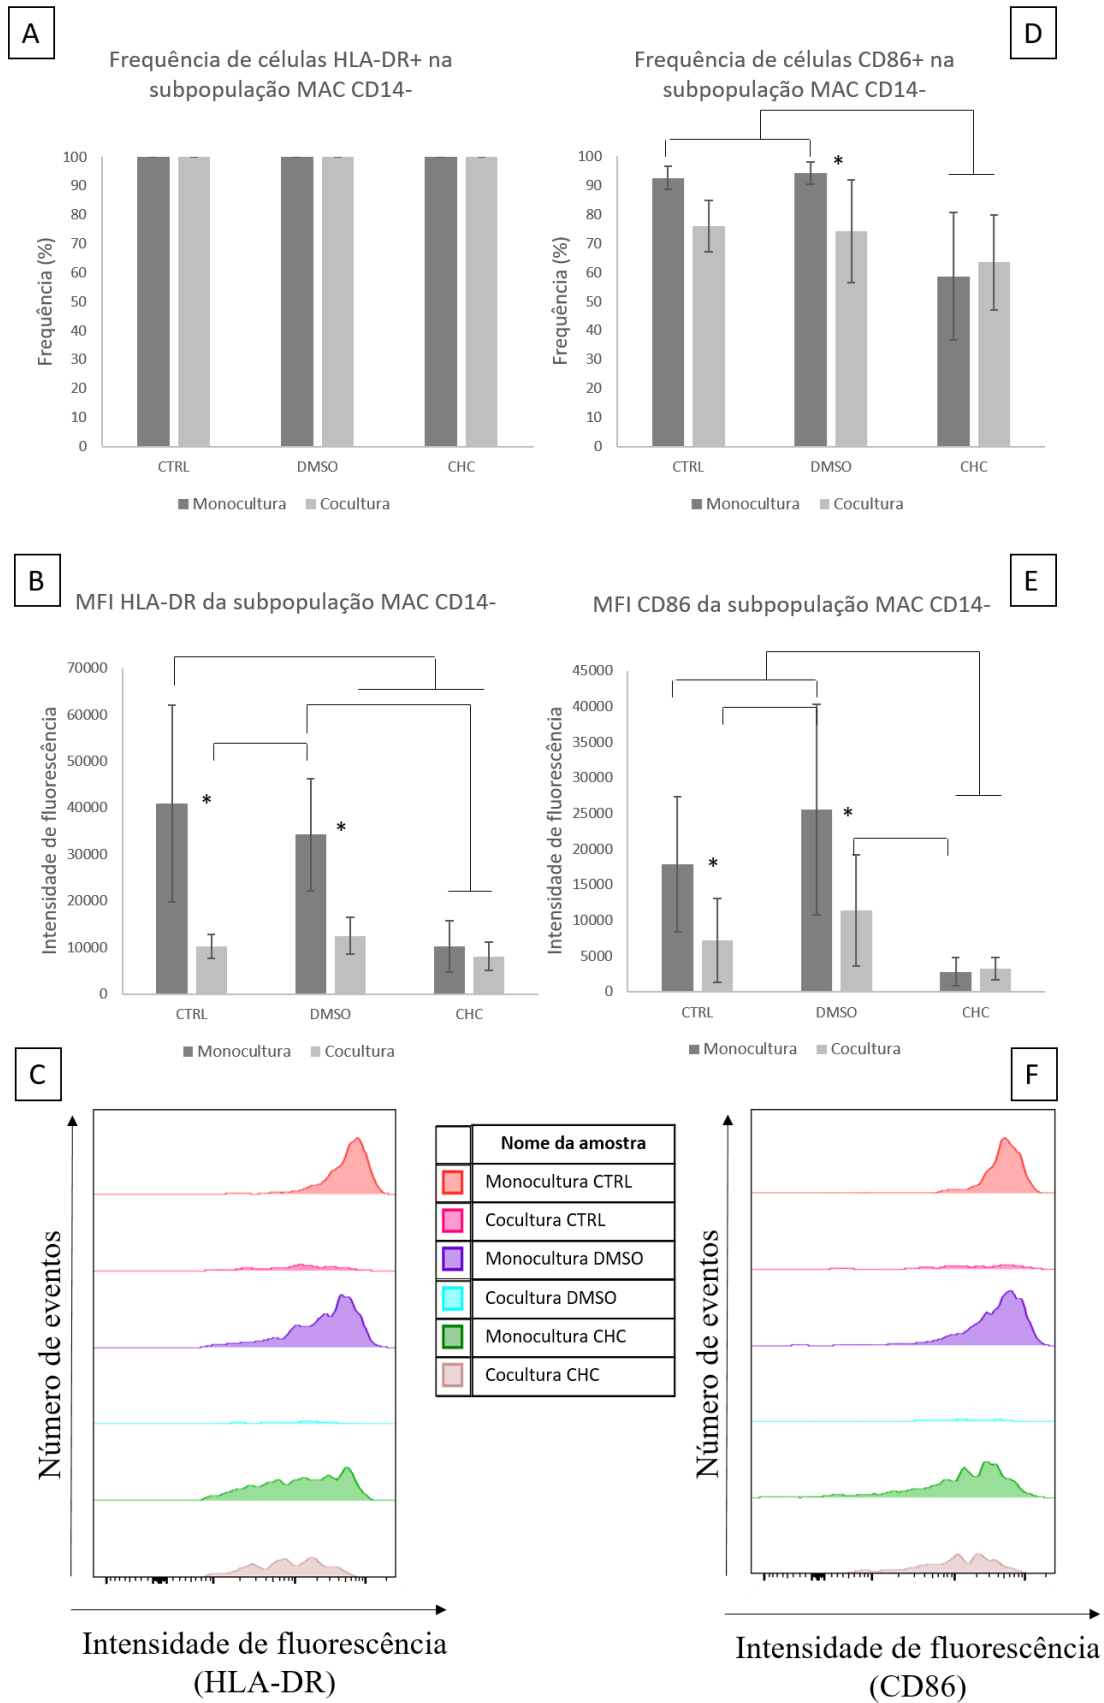 A
Frequência de células HLA-DR+ na
subpopulação MAC CD14-
100
90
80
70
60
50
40
30
20
10
0
Frequência (%)
CTRL
DMSO
CHC
Monocultura
Cocultura
D
Frequência de células CD86+ na
subpopulação MAC CD14-
*
100
90
80
70
60
50
40
30
20
10
0
Frequência (%)
CTRL
DMSO
CHC
Monocultura
Cocultura
B
MFI HLA-DR da subpopulação MAC CD14-
70000
60000
50000
40000
30000
20000
10000
0
Intensidade de fluorescência
*
*
CTRL
DMSO
CHC
Monocultura
Cocultura
E
MFI CD86 da subpopulação MAC CD14-
45000
40000
35000
30000
25000
20000
15000
10000
5000
0
Intensidade de fluorescência
*
*
CTRL
DMSO
CHC
Monocultura
Cocultura
C
Número de eventos
Intensidade de fluorescência
(HLA-DR)
Nome da amostra
Monocultura CTRL
Cocultura CTRL
Monocultura DMSO
Cocultura DMSO
Monocultura CHC
Cocultura CHC
F
Número de eventos
Intensidade de fluorescência
(CD86)